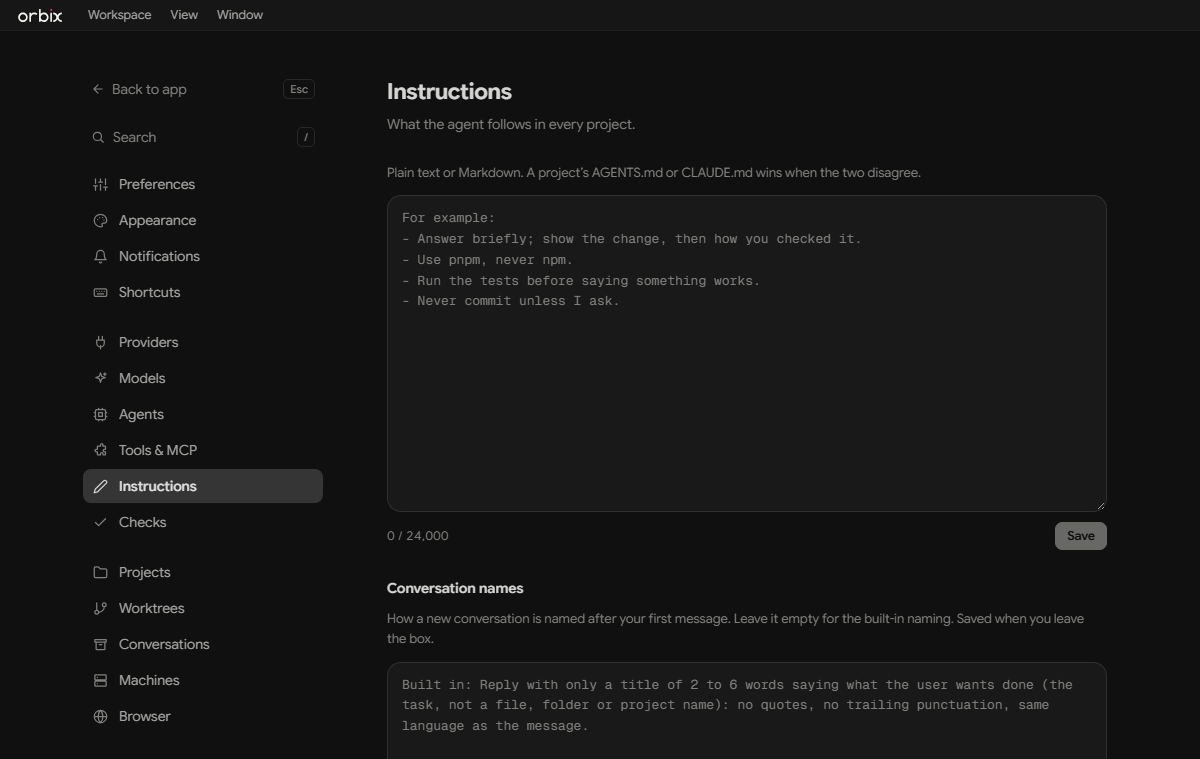 orbix Workspace View Window
Back to app Esc
Search /
Preferences
Appearance
Notifications
Shortcuts
Providers
Models
Agents
Tools & MCP
Instructions
Checks
Projects
Worktrees
Conversations
Machines
Browser
Instructions
What the agent follows in every project.
Plain text or Markdown. A project's AGENTS.md or CLAUDE.md wins when the two disagree.
For example:
- Answer briefly; show the change, then how you checked it.
- Use pnpm, never npm.
- Run the tests before saying something works.
- Never commit unless I ask.
0 / 24,000 Save
Conversation names
How a new conversation is named after your first message. Leave it empty for the built-in naming. Saved when you leave
the box.
Built in: Reply with only a title of 2 to 6 words saying what the user wants done (the
task, not a file, folder or project name): no quotes, no trailing punctuation, same
language as the message.